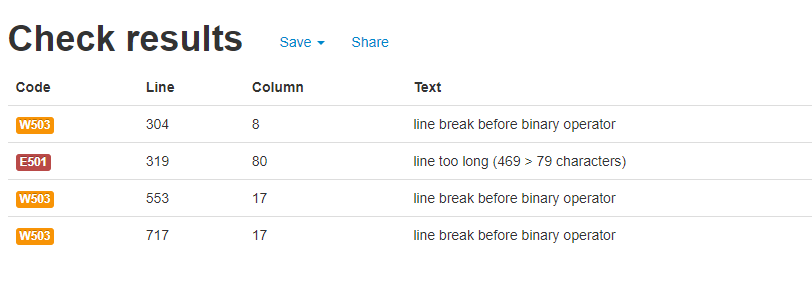 Check results Save Share
Code Line Column Text
W503 304 8 line break before binary operator
E501 319 80 line too long (469 > 79 characters)
W503 553 17 line break before binary operator
W503 717 17 line break before binary operator